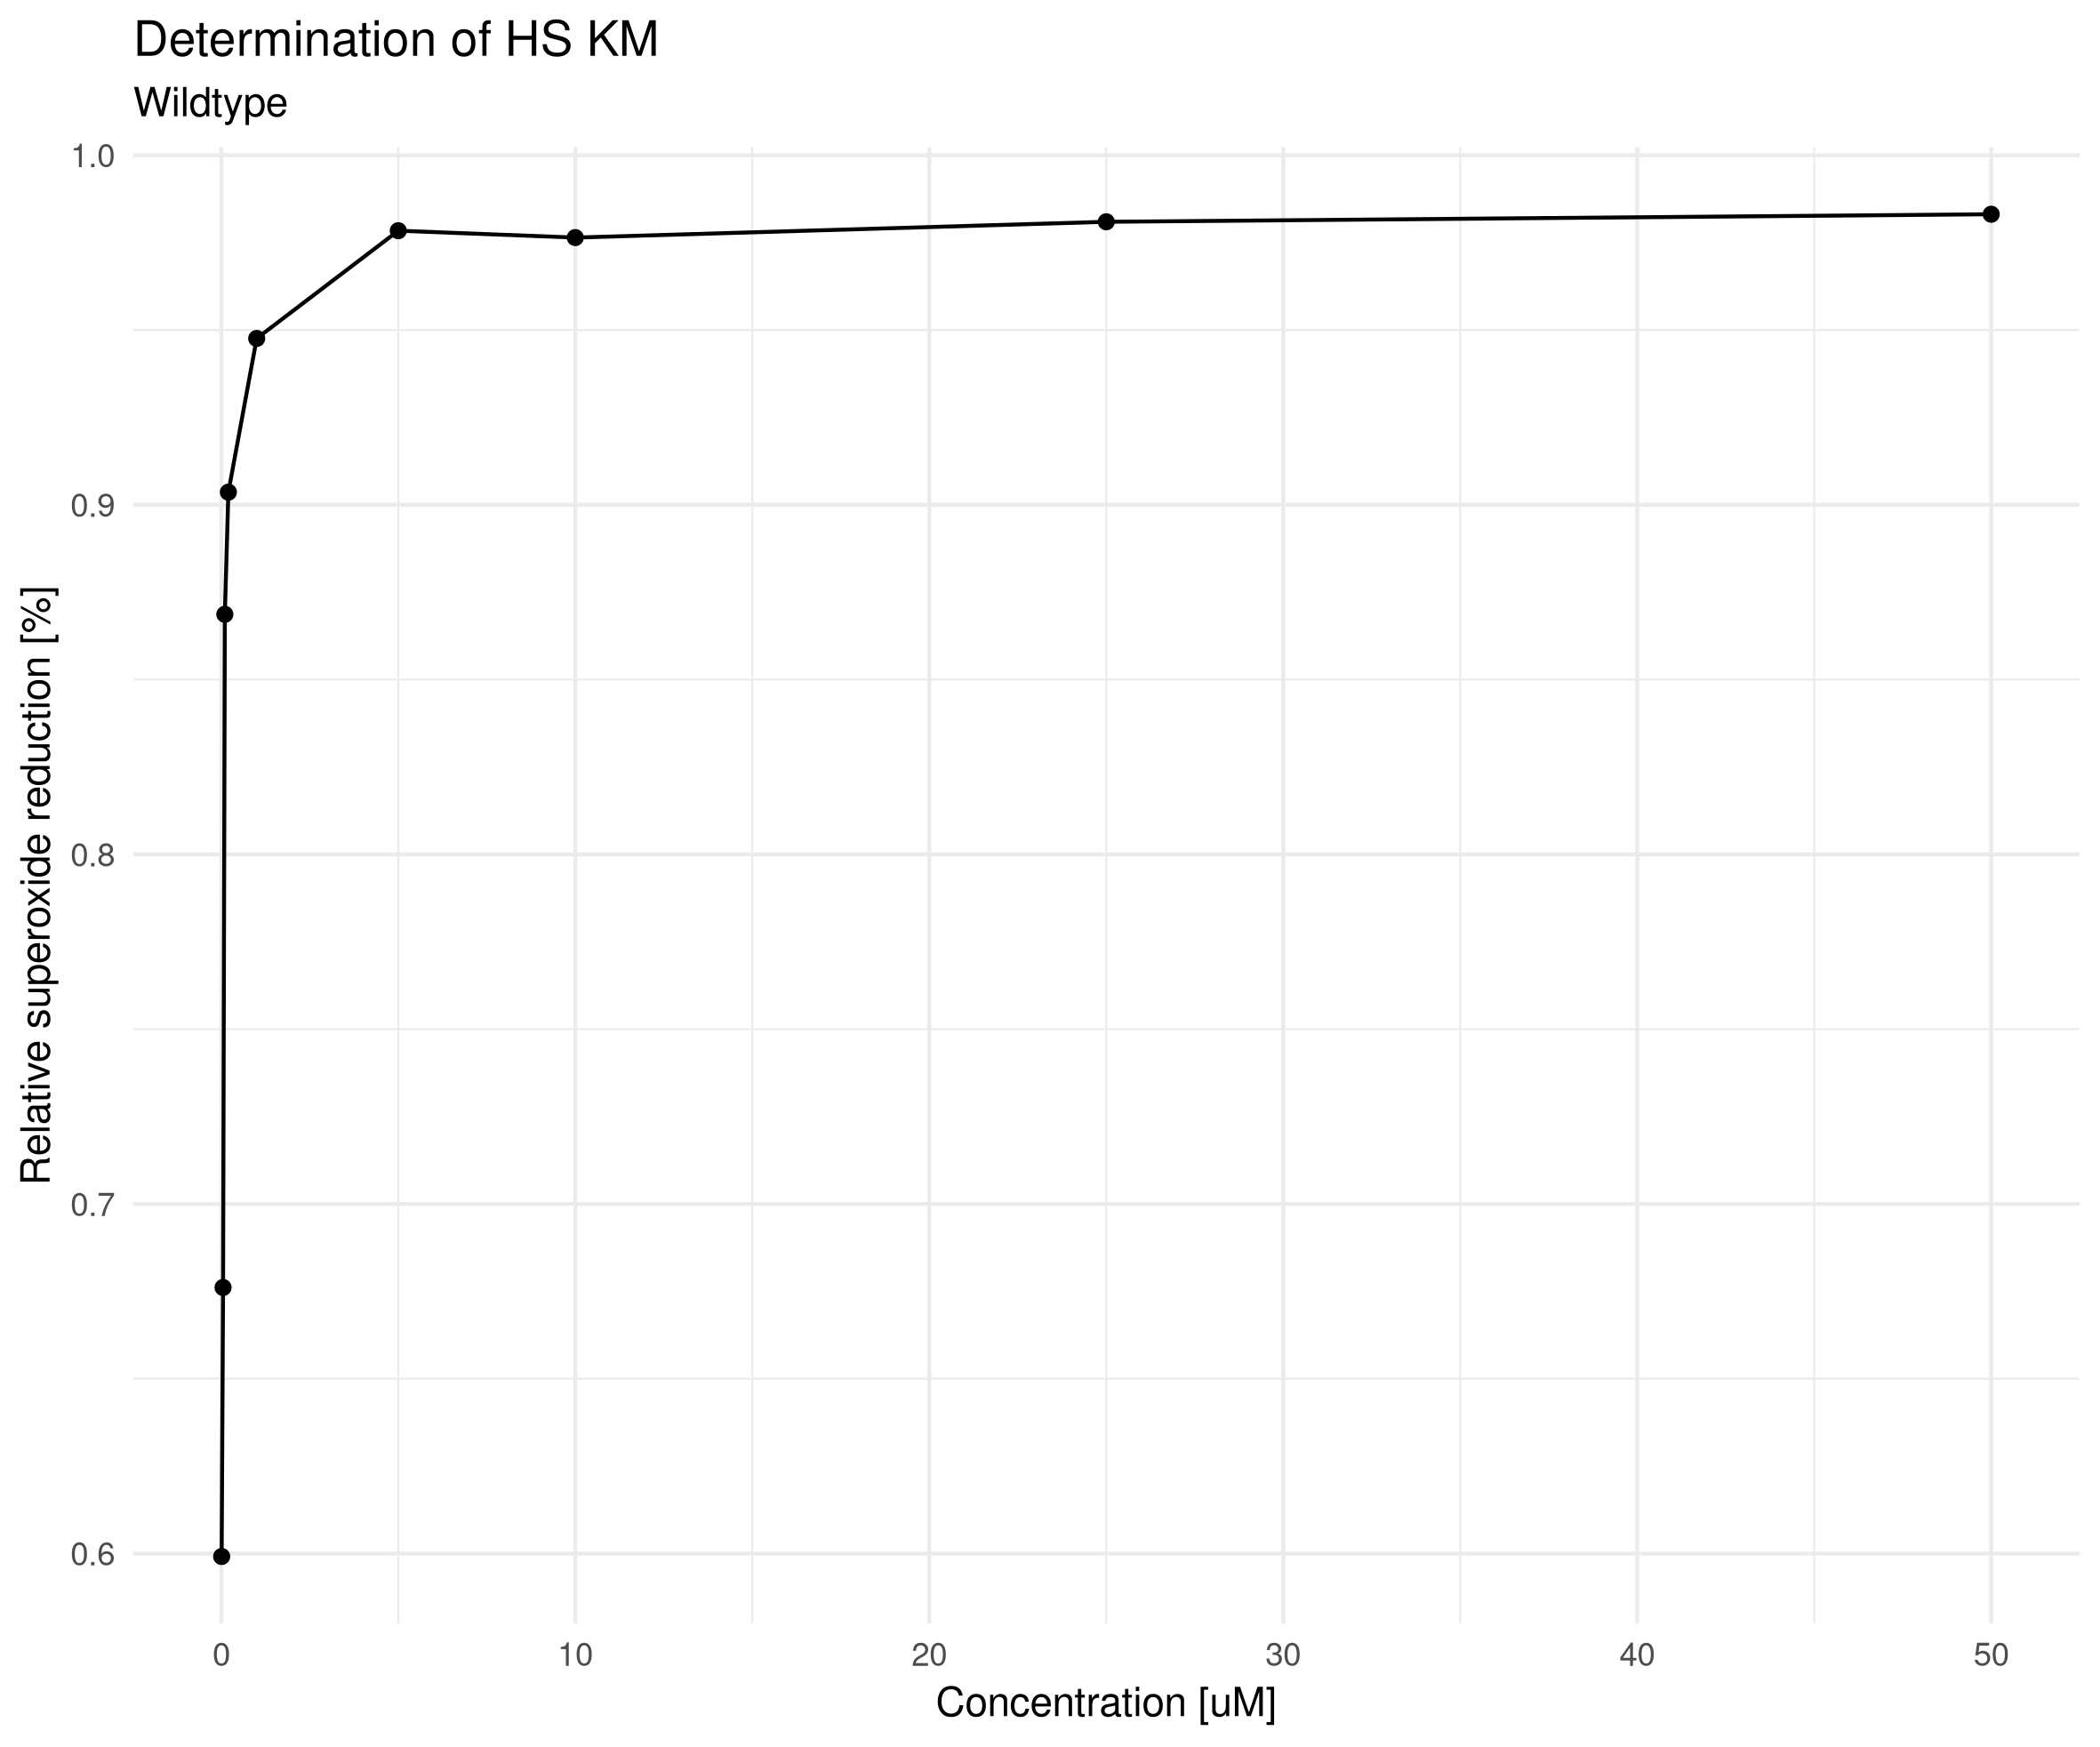 Determination of HS KM
Wildtype
1.0
0.9
0.8
0.7
0.6
Relative superoxide reduction [%]
0 10 20 30 40 50
Concentration [uM]